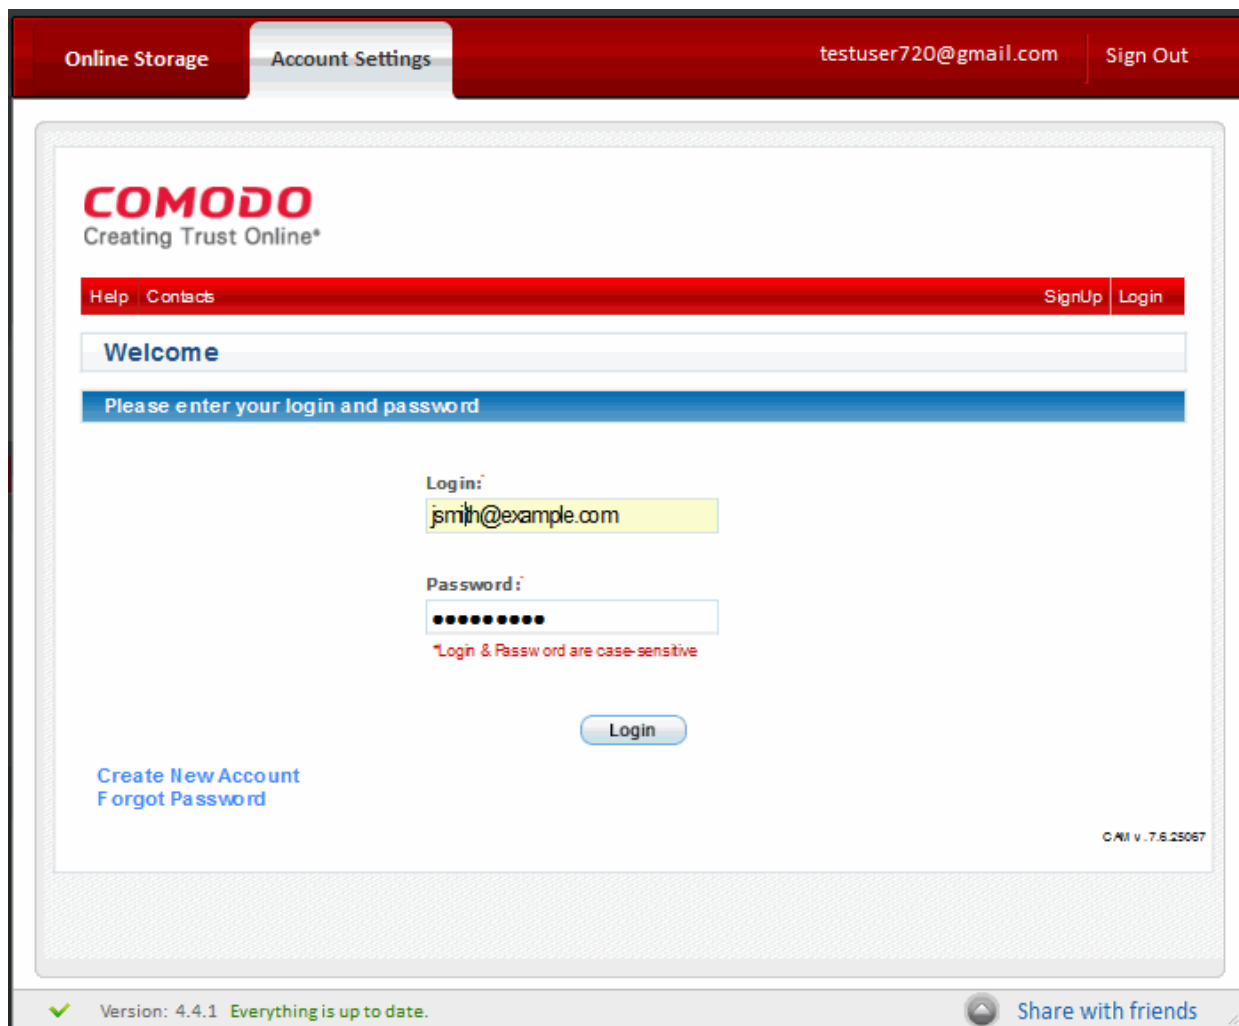 Online Storage Account Settings testuser720@gmail.com Sign Out
COMODO
Creating Trust Online*
Help Contacts SignUp Login
Welcome
Please enter your login and password
Login:*
jsmith@example.com
Password:*
•••••••••
*Login & Password are case-sensitive
Login
Create New Account
Forgot Password
CAM v.7.6.25067
Version: 4.4.1 Everything is up to date. Share with friends